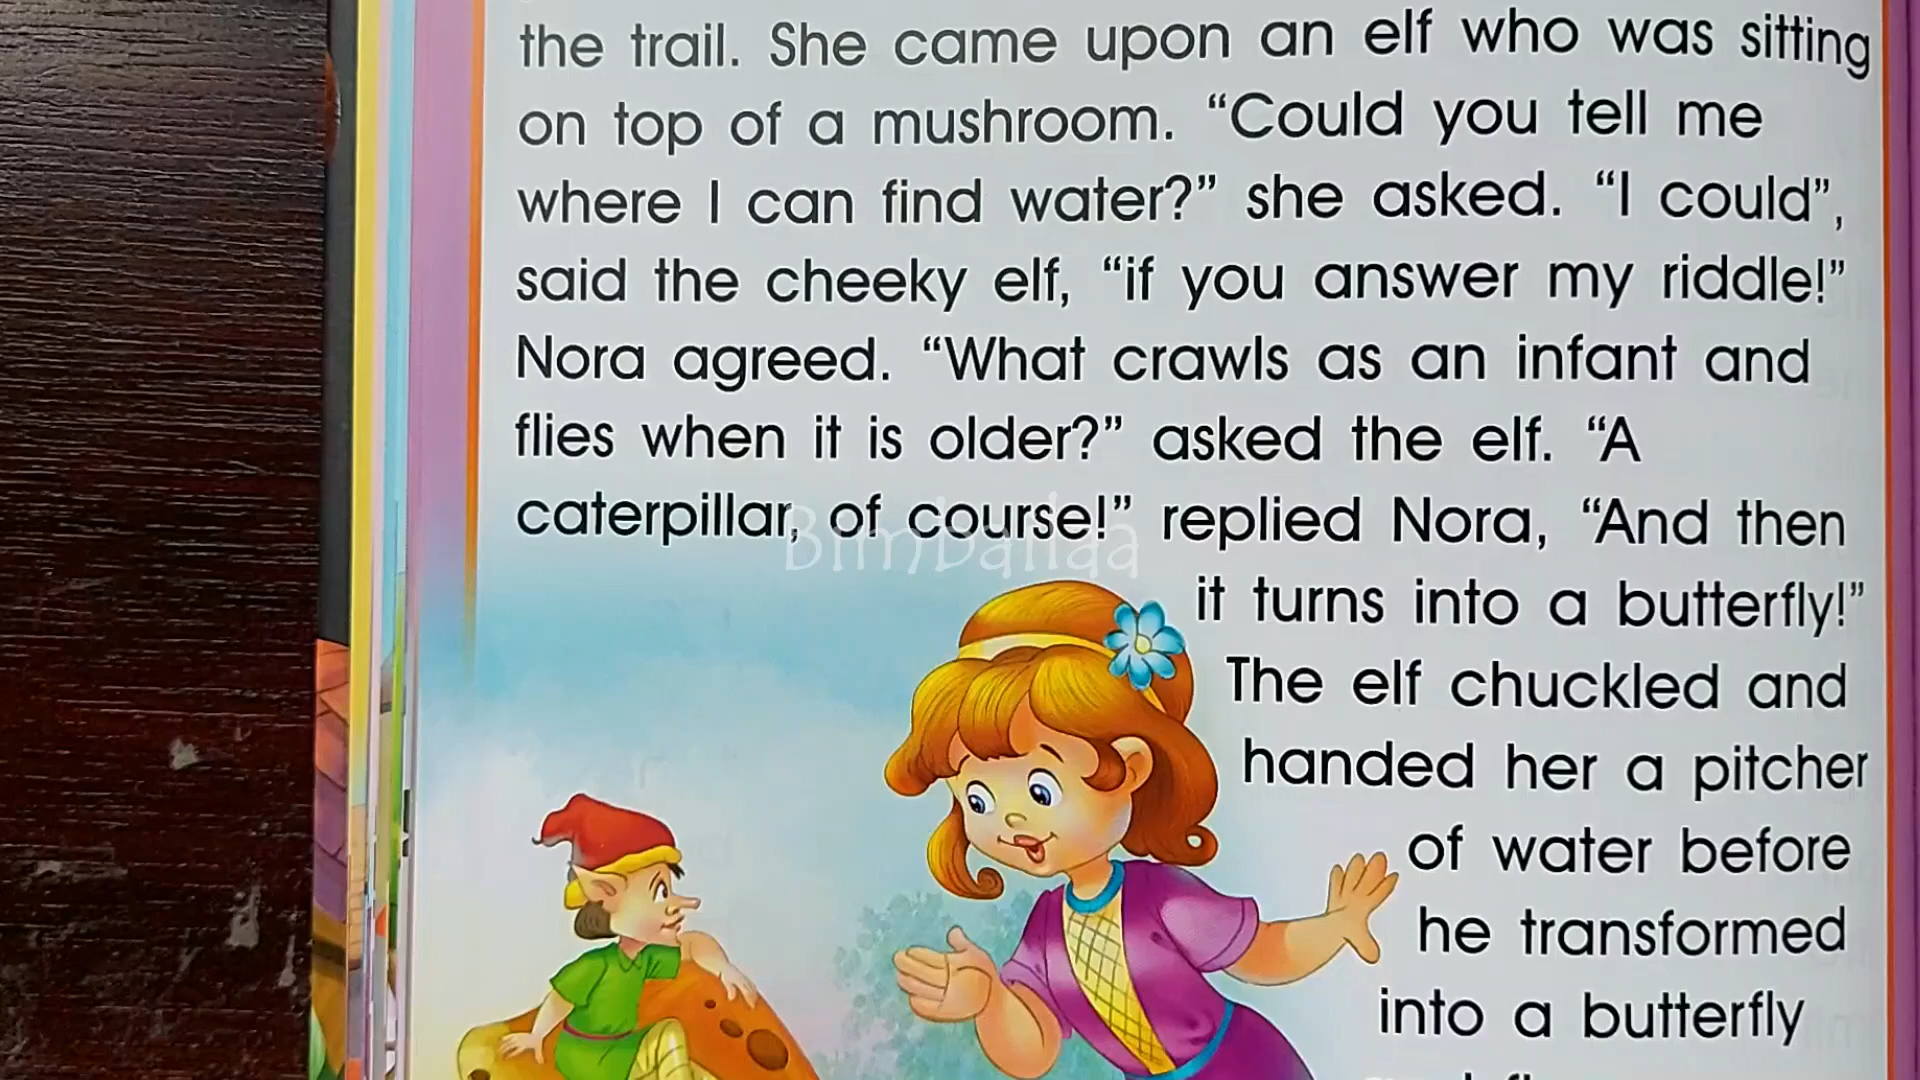 the trail. She came upon an elf who was sitting
on top of a mushroom. “Could you tell me
where I can find water?” she asked. “I could”,
said the cheeky elf, “if you answer my riddle!”
Nora agreed. “What crawls as an infant and
flies when it is older?” asked the elf. “A
caterpillar, of course!” replied Nora, “And then
it turns into a butterfly!”
The elf chuckled and
handed her a pitcher
of water before
he transformed
into a butterfly